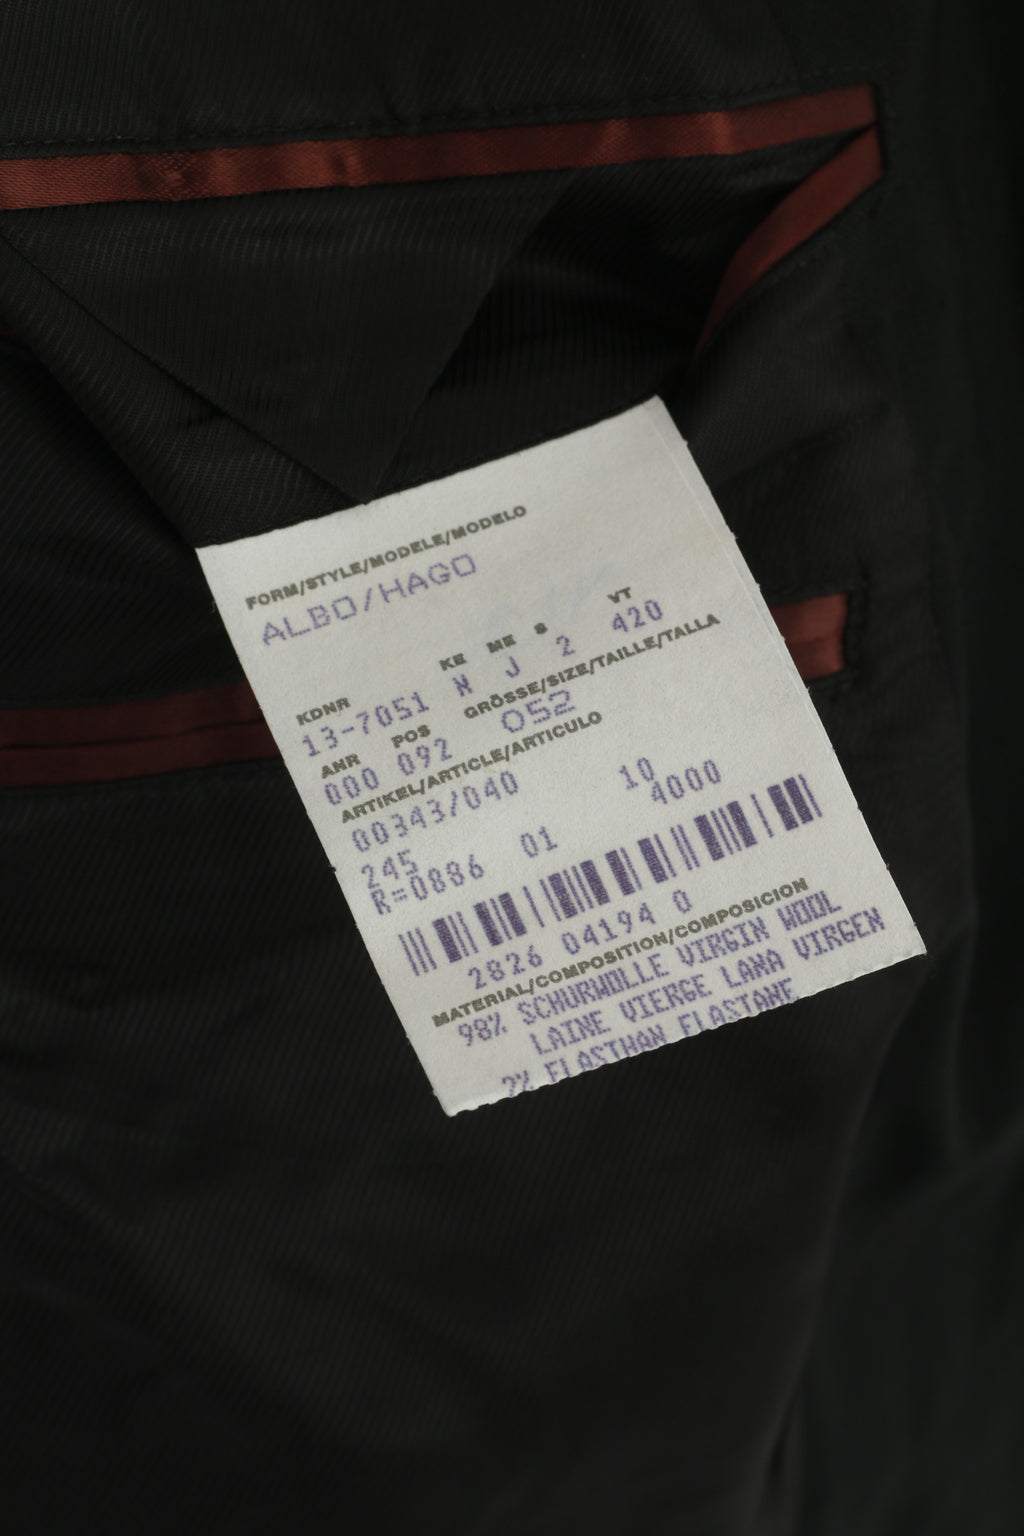 FORM/STYLE/MODELE/MODELO
ALBO/HAGO
KDNR KE ME S VT
13-7051 N J 2 420
ANR POS GRÖSSE/SIZE/TAILLE/TALLA
000 092 052
ARTIKEL/ARTICLE/ARTICULO
00343/040 10
245 4000
R=0886 01
2826 04194 0
MATERIAL/COMPOSITION/COMPOSICION
98% SCHURWOLLE VIRGIN WOOL
LAINE VIERGE LANA VIRGEN
2% ELASTHAN ELASTANE